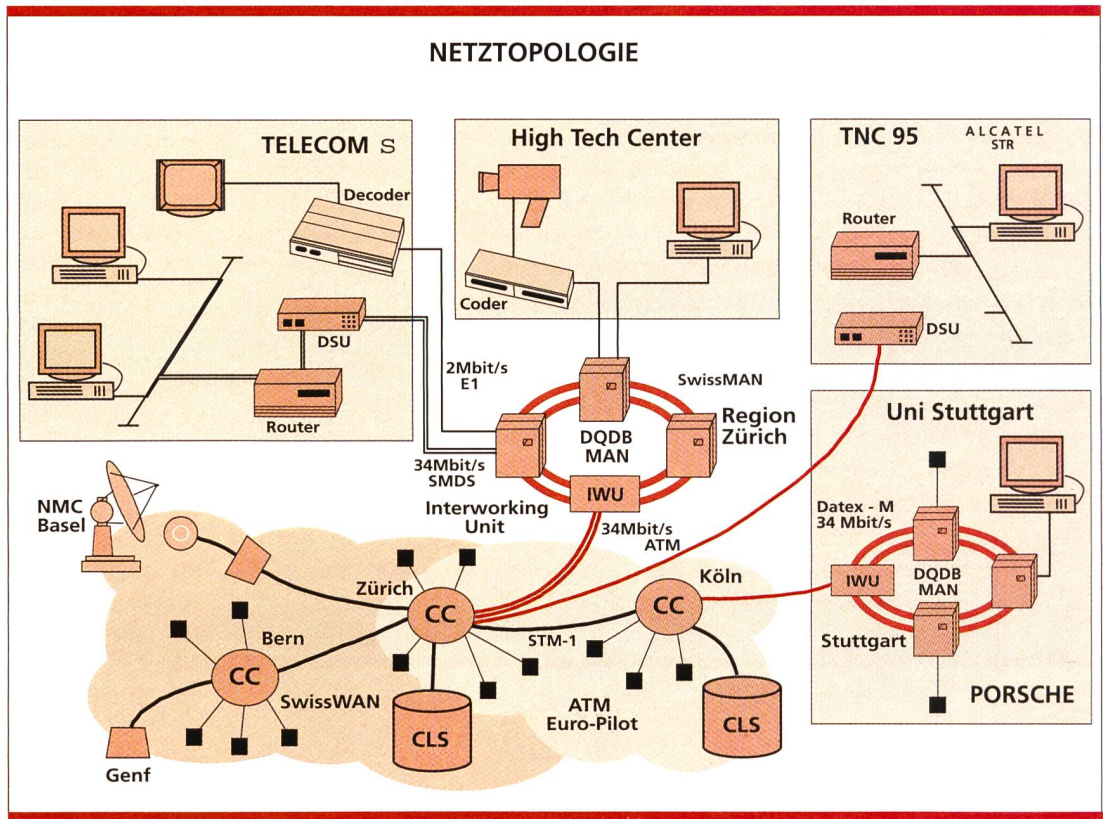 NETZTOPOLOGIE
TELECOM S
Decoder
DSU
Router
High Tech Center
Coder
TNC 95
ALCATEL
STR
Router
DSU
2Mbit/s
E1
34Mbit/s
SMDS
SwissMAN
DQDB
MAN
Region
Zürich
IWU
Interworking
Unit
34Mbit/s
ATM
Uni Stuttgart
Datex - M
34 Mbit/s
IWU
DQDB
MAN
Stuttgart
PORSCHE
NMC
Basel
Zürich
CC
Köln
CC
STM-1
Bern
CC
SwissWAN
CLS
ATM
Euro-Pilot
CLS
Genf